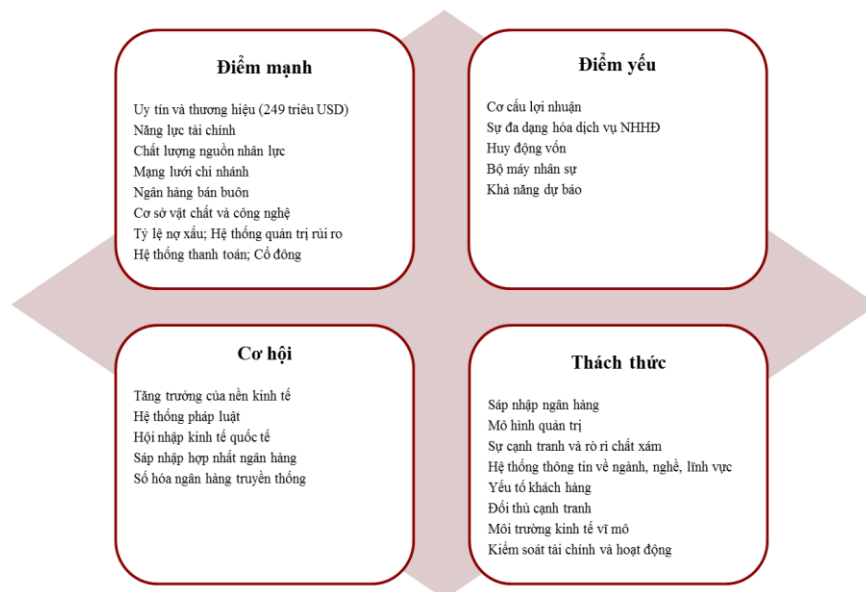 Điểm mạnh
Uy tín và thương hiệu (249 triêu USD)
Năng lực tài chính
Chất lượng nguồn nhân lực
Mạng lưới chi nhánh
Ngân hàng bán buôn
Cơ sở vật chất và công nghệ
Tỷ lệ nợ xấu; Hệ thống quản trị rủi ro
Hệ thống thanh toán; Cổ đông
Điểm yếu
Cơ cấu lợi nhuận
Sự đa dạng hóa dịch vụ NHHĐ
Huy động vốn
Bộ máy nhân sự
Khả năng dự báo
Cơ hội
Tăng trưởng của nền kinh tế
Hệ thống pháp luật
Hội nhập kinh tế quốc tế
Sáp nhập hợp nhất ngân hàng
Số hóa ngân hàng truyền thống
Thách thức
Sáp nhập ngân hàng
Mô hình quản trị
Sự cạnh tranh và rò rỉ chất xám
Hệ thống thông tin về ngành, nghề, lĩnh vực
Yếu tố khách hàng
Đối thủ cạnh tranh
Môi trường kinh tế vĩ mô
Kiểm soát tài chính và hoạt động